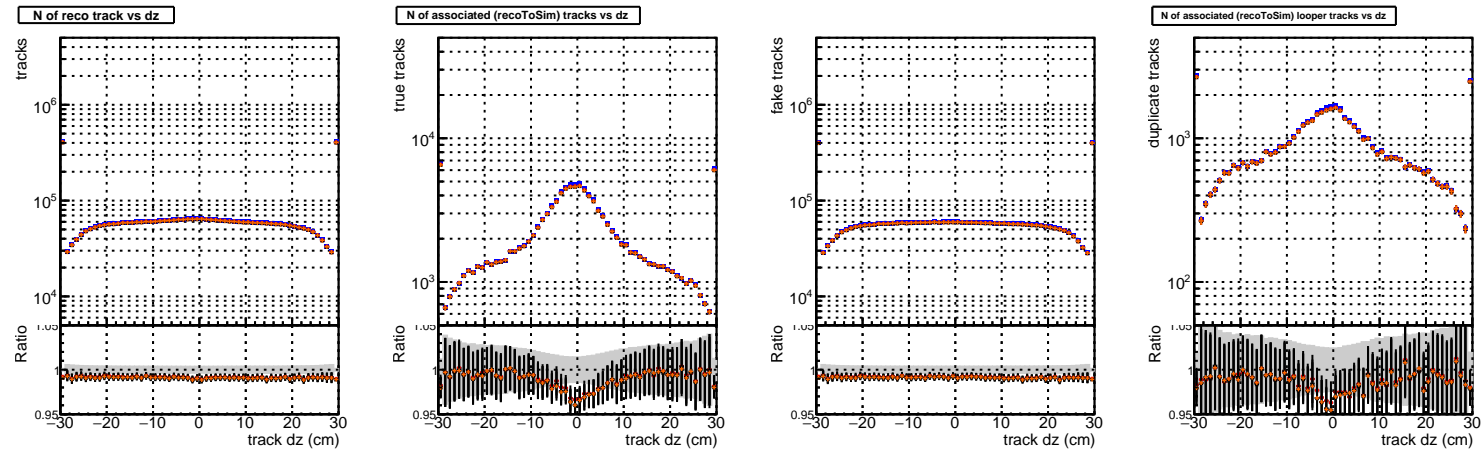 N of reco track vs dz
tracks
10^6
10^5
10^4
Ratio
1.05
1
0.95
−30 −20 −10 0 10 20 30
track dz (cm)
N of associated (recoToSim) tracks vs dz
true tracks
10^4
10^3
Ratio
1.05
1
0.95
−30 −20 −10 0 10 20 30
track dz (cm)
fake tracks
10^6
10^5
10^4
Ratio
1.05
1
0.95
−30 −20 −10 0 10 20 30
track dz (cm)
N of associated (recoToSim) looper tracks vs dz
duplicate tracks
10^3
10^2
Ratio
1.05
1
0.95
−30 −20 −10 0 10 20 30
track dz (cm)